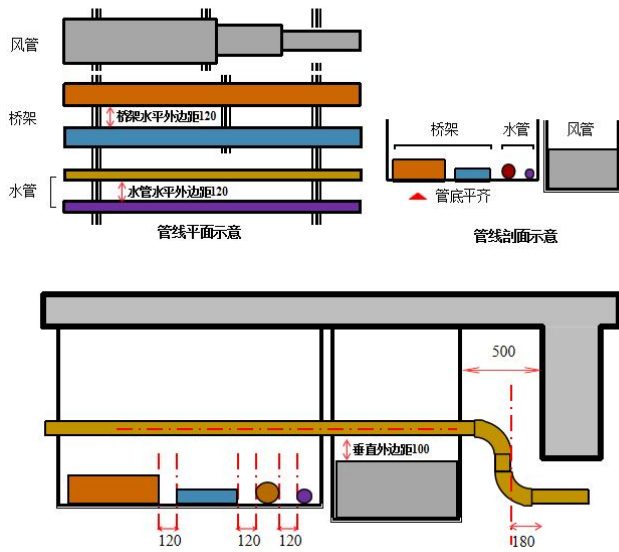 风管
桥架
桥架水平外边距120
水管
水管水平外边距120
管线平面示意
桥架
水管
风管
管底平齐
管线剖面示意
500
垂直外边距100
120
120
120
180